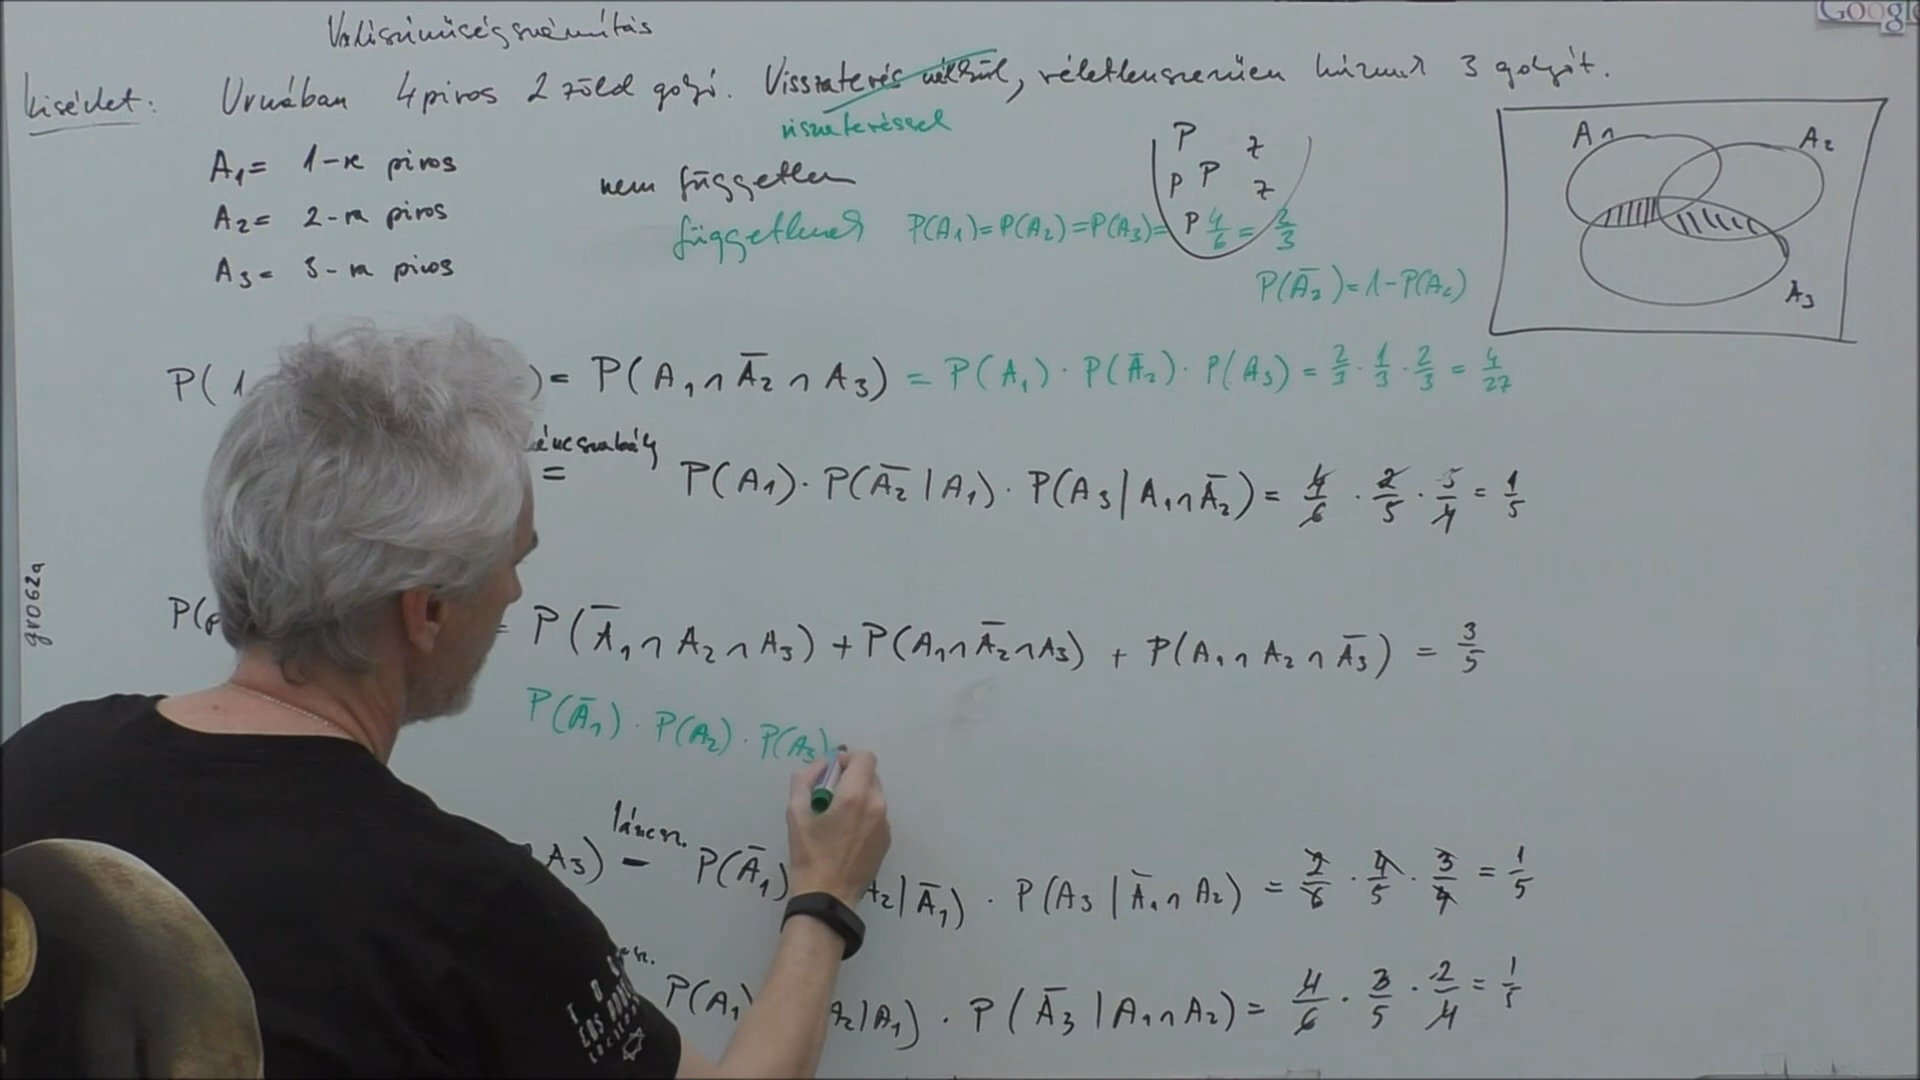 Valószínűségszámítás
Google
kísérlet: Urnában 4 piros 2 zöld golyó. Visszatevés nélkül, véletlenszerűen húzunk 3 golyót.
visszatevéssel
A₁= 1-re piros
A₂= 2-ra piros
A₃= 3-ra piros
nem független
függetlenek P(A₁)=P(A₂)=P(A₃)= 4/6 = 2/3
P z
P P z
P
P(Ā₂)=1-P(A₂)
A₁ A₂
A₃
P(1 )= P(A₁∩Ā₂∩A₃) = P(A₁)·P(Ā₂)·P(A₃) = 2/3·1/3·2/3 = 4/27
= P(A₁)·P(Ā₂|A₁)·P(A₃|A₁∩Ā₂) = 4/6·2/5·3/4 = 1/5
P( = P(Ā₁∩A₂∩A₃) + P(A₁∩Ā₂∩A₃) + P(A₁∩A₂∩Ā₃) = 3/5
P(Ā₁)·P(A₂)·P(A₃)
láncsz.
A₃) = P(Ā₁) A₂|Ā₁)·P(A₃|Ā₁∩A₂) = 2/6·4/5·3/4 = 1/5
P(A₁) A₂|A₁)·P(Ā₃|A₁∩A₂) = 4/6·3/5·2/4 = 1/5
gr062a